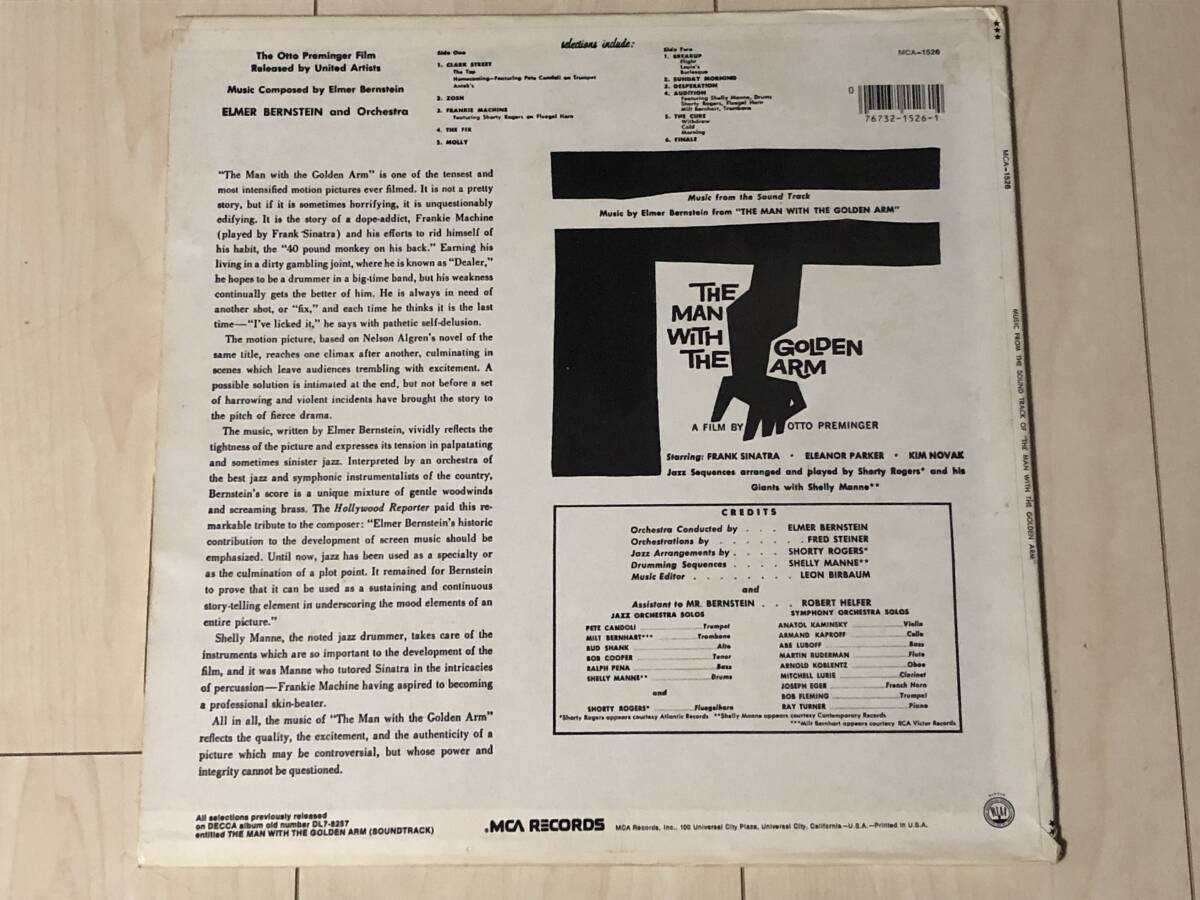 The Otto Preminger Film
Released by United Artists
Music Composed by Elmer Bernstein
ELMER BERNSTEIN and Orchestra
selections include:
Side One
1. CLARK STREET
The Top
Homecoming—Featuring Pete Candoli on Trumpet
Antek's
2. ZOSH
3. FRANKIE MACHINE
Featuring Shorty Rogers on Fluegel Horn
4. THE FIX
5. MOLLY
Side Two
1. BREAKUP
Flight
Louie's
Burlesque
2. SUNDAY MORNING
3. DESPERATION
4. AUDITION
Featuring Shelly Manne, Drums
Shorty Rogers, Fluegel Horn
Milt Bernhart, Trombone
5. THE CURE
Withdraw
Cold
Morning
6. FINALE
MCA-1526
0
76732-1526-1
***
MCA-1526
MUSIC FROM THE SOUND TRACK OF "THE MAN WITH THE GOLDEN ARM"
"The Man with the Golden Arm" is one of the tensest and
most intensified motion pictures ever filmed. It is not a pretty
story, but if it is sometimes horrifying, it is unquestionably
edifying. It is the story of a dope-addict, Frankie Machine
(played by Frank Sinatra) and his efforts to rid himself of
his habit, the "40 pound monkey on his back." Earning his
living in a dirty gambling joint, where he is known as "Dealer,"
he hopes to be a drummer in a big-time band, but his weakness
continually gets the better of him. He is always in need of
another shot, or "fix," and each time he thinks it is the last
time—"I've licked it," he says with pathetic self-delusion.
The motion picture, based on Nelson Algren's novel of the
same title, reaches one climax after another, culminating in
scenes which leave audiences trembling with excitement. A
possible solution is intimated at the end, but not before a set
of harrowing and violent incidents have brought the story to
the pitch of fierce drama.
The music, written by Elmer Bernstein, vividly reflects the
tightness of the picture and expresses its tension in palpatating
and sometimes sinister jazz. Interpreted by an orchestra of
the best jazz and symphonic instrumentalists of the country,
Bernstein's score is a unique mixture of gentle woodwinds
and screaming brass. The Hollywood Reporter paid this re-
markable tribute to the composer: "Elmer Bernstein's historic
contribution to the development of screen music should be
emphasized. Until now, jazz has been used as a specialty or
as the culmination of a plot point. It remained for Bernstein
to prove that it can be used as a sustaining and continuous
story-telling element in underscoring the mood elements of an
entire picture."
Shelly Manne, the noted jazz drummer, takes care of the
instruments which are so important to the development of the
film, and it was Manne who tutored Sinatra in the intricacies
of percussion—Frankie Machine having aspired to becoming
a professional skin-beater.
All in all, the music of "The Man with the Golden Arm"
reflects the quality, the excitement, and the authenticity of a
picture which may be controversial, but whose power and
integrity cannot be questioned.
Music from the Sound Track
Music by Elmer Bernstein from "THE MAN WITH THE GOLDEN ARM"
THE
MAN
WITH
THE
GOLDEN
ARM
A FILM BY OTTO PREMINGER
Starring: FRANK SINATRA • ELEANOR PARKER • KIM NOVAK
Jazz Sequences arranged and played by Shorty Rogers* and his
Giants with Shelly Manne**
CREDITS
Orchestra Conducted by . . . ELMER BERNSTEIN
Orchestrations by . . . . . . . FRED STEINER
Jazz Arrangements by . . . . SHORTY ROGERS*
Drumming Sequences . . . . SHELLY MANNE**
Music Editor . . . . . . . . LEON BIRBAUM
and
Assistant to MR. BERNSTEIN . . . ROBERT HELFER
JAZZ ORCHESTRA SOLOS
PETE CANDOLI Trumpet
MILT BERNHART*** Trombone
BUD SHANK Alto
BOB COOPER Tenor
RALPH PENA Bass
SHELLY MANNE** Drums
and
SHORTY ROGERS* Fluegelhorn
SYMPHONY ORCHESTRA SOLOS
ANATOL KAMINSKY Violin
ARMAND KAPROFF Cello
ABE LUBOFF Bass
MARTIN RUDERMAN Flute
ARNOLD KOBLENTZ Oboe
MITCHELL LURIE Clarinet
JOSEPH EGER French Horn
BOB FLEMING Trumpet
RAY TURNER Piano
*Shorty Rogers appears courtesy Atlantic Records **Shelly Manne appears courtesy Contemporary Records
***Milt Bernhart appears courtesy RCA Victor Records
All selections previously released
on DECCA album old number DL7-8257
entitled THE MAN WITH THE GOLDEN ARM (SOUNDTRACK)
MCA RECORDS
MCA Records, Inc., 100 Universal City Plaza, Universal City, California—U.S.A.—Printed in U.S.A.